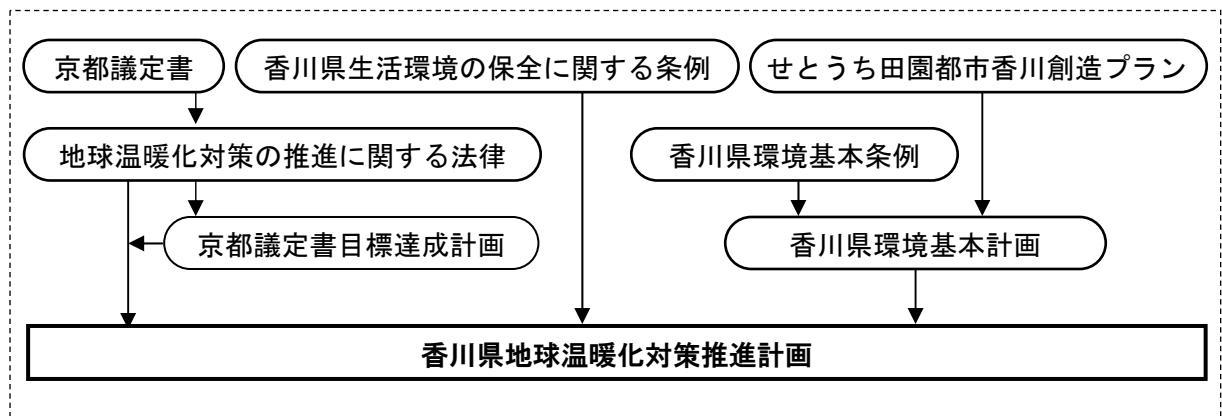 京都議定書
香川県生活環境の保全に関する条例
せとうち田園都市香川創造プラン
地球温暖化対策の推進に関する法律
香川県環境基本条例
京都議定書目標達成計画
香川県環境基本計画
香川県地球温暖化対策推進計画